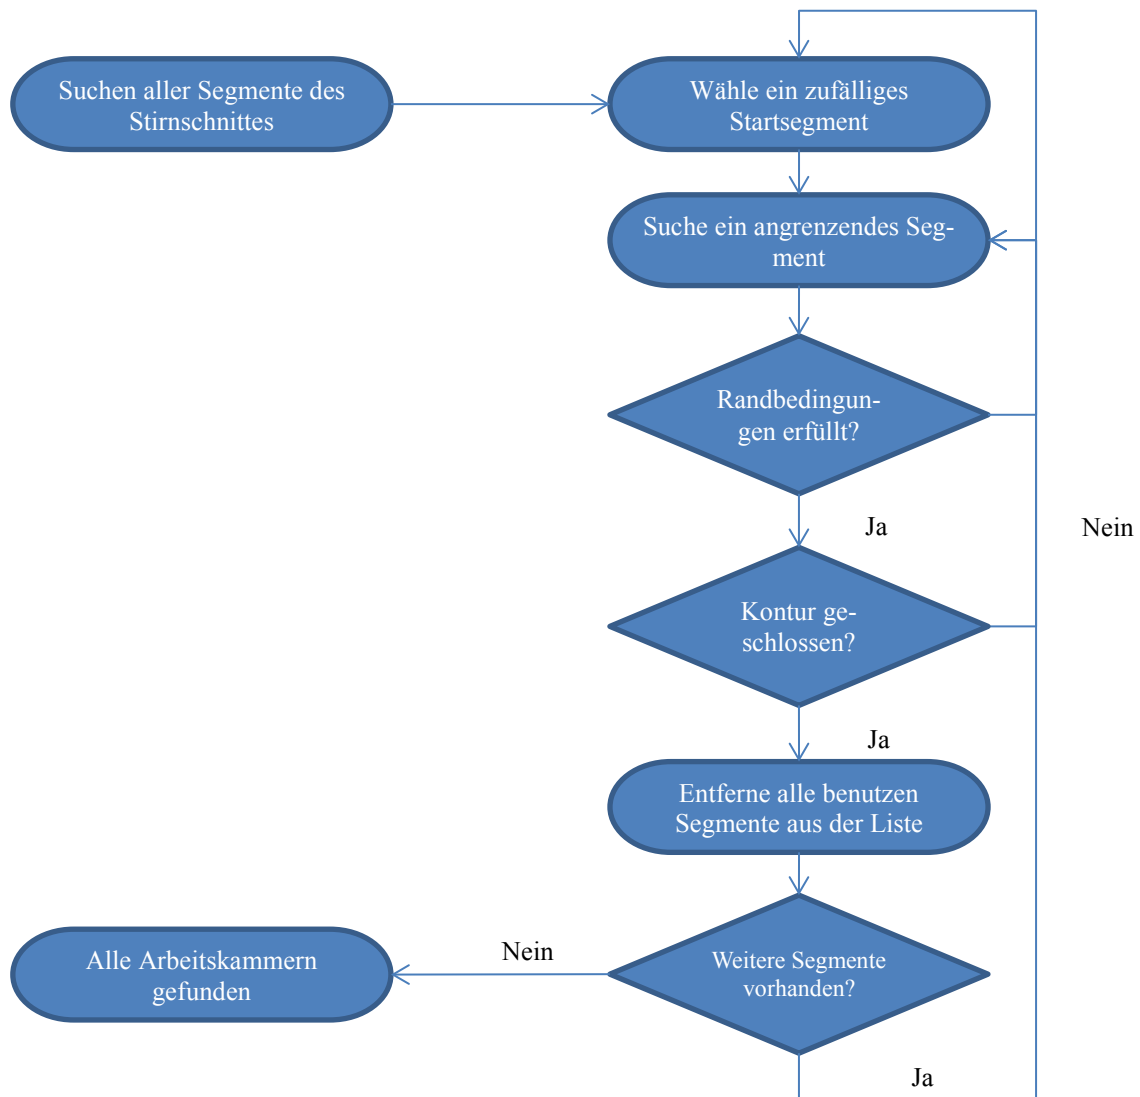 Suchen aller Segmente des
Stirnschnittes
Wähle ein zufälliges
Startsegment
Suche ein angrenzendes Seg-
ment
Randbedingun-
gen erfüllt?
Ja
Nein
Kontur ge-
schlossen?
Ja
Entferne alle benutzen
Segmente aus der Liste
Weitere Segmente
vorhanden?
Nein
Alle Arbeitskammern
gefunden
Ja